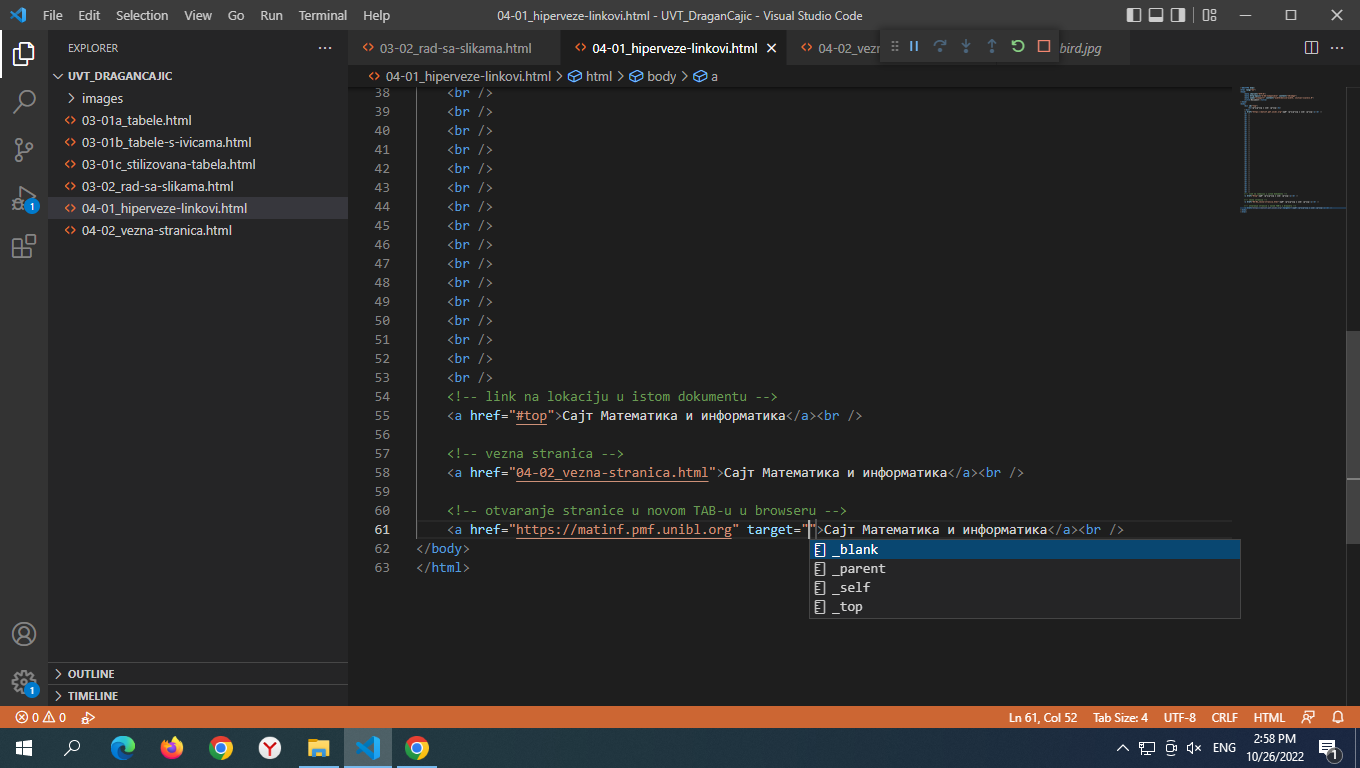 File Edit Selection View Go Run Terminal Help 04-01_hiperveze-linkovi.html - UVT_DraganCajic - Visual Studio Code
EXPLORER
03-02_rad-sa-slikama.html 04-01_hiperveze-linkovi.html 04-02_vezn bird.jpg
04-01_hiperveze-linkovi.html > html > body > a
UVT_DRAGANCAJIC
images
03-01a_tabele.html
03-01b_tabele-s-ivicama.html
03-01c_stilizovana-tabela.html
03-02_rad-sa-slikama.html
04-01_hiperveze-linkovi.html
04-02_vezna-stranica.html
1
38 <br />
39 <br />
40 <br />
41 <br />
42 <br />
43 <br />
44 <br />
45 <br />
46 <br />
47 <br />
48 <br />
49 <br />
50 <br />
51 <br />
52 <br />
53 <br />
54 <!-- link na lokaciju u istom dokumentu -->
55 <a href="#top">Сајт Математика и информатика</a><br />
56
57 <!-- vezna stranica -->
58 <a href="04-02_vezna-stranica.html">Сајт Математика и информатика</a><br />
59
60 <!-- otvaranje stranice u novom TAB-u u browseru -->
61 <a href="https://matinf.pmf.unibl.org" target="">Сајт Математика и информатика</a><br />
62 </body>
63 </html>
_blank
_parent
_self
_top
OUTLINE
TIMELINE
1
0 0 Ln 61, Col 52 Tab Size: 4 UTF-8 CRLF HTML
ENG 2:58 PM
10/26/2022 1